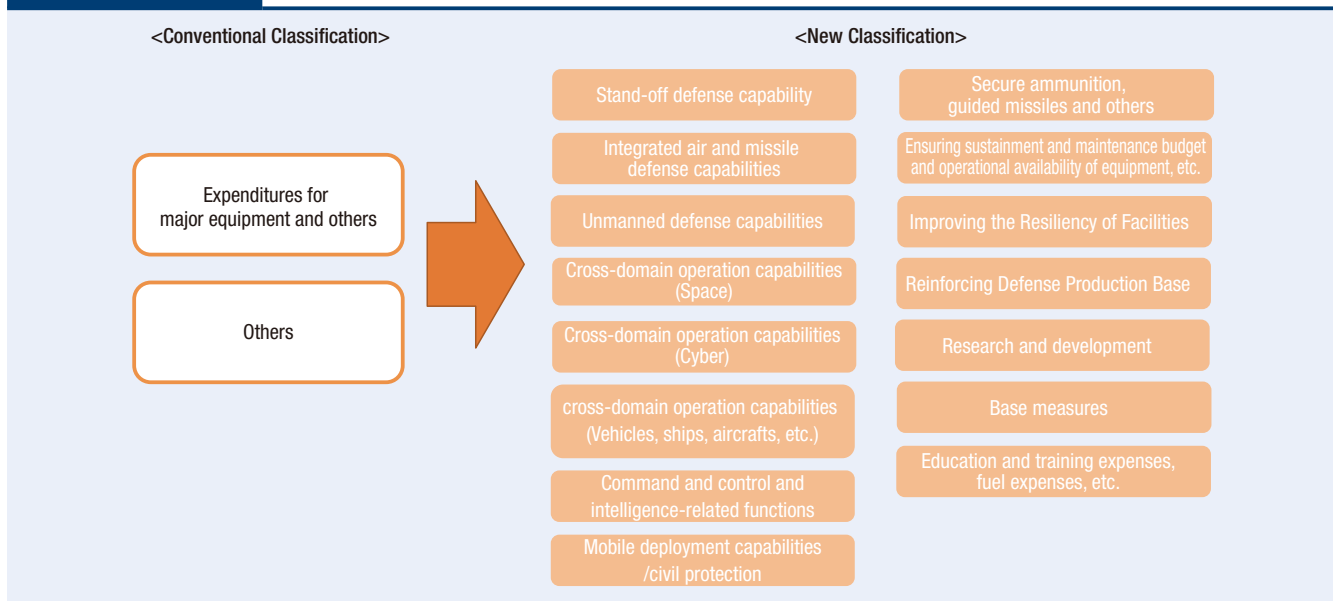 <Conventional Classification>
Expenditures for
major equipment and others
Others
<New Classification>
Stand-off defense capability
Integrated air and missile
defense capabilities
Unmanned defense capabilities
Cross-domain operation capabilities
(Space)
Cross-domain operation capabilities
(Cyber)
cross-domain operation capabilities
(Vehicles, ships, aircrafts, etc.)
Command and control and
intelligence-related functions
Mobile deployment capabilities
/civil protection
Secure ammunition,
guided missiles and others
Ensuring sustainment and maintenance budget
and operational availability of equipment, etc.
Improving the Resiliency of Facilities
Reinforcing Defense Production Base
Research and development
Base measures
Education and training expenses,
fuel expenses, etc.